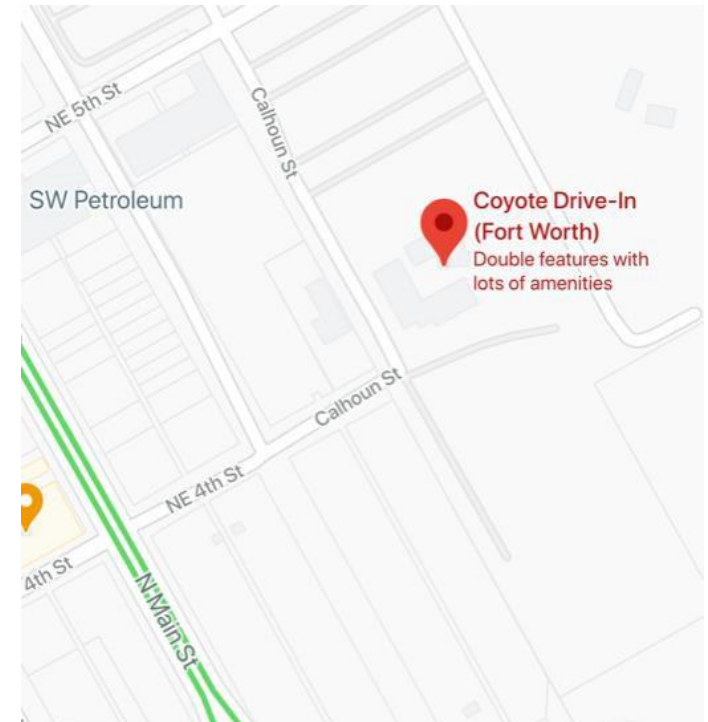 NE 5th St
Calhoun St
SW Petroleum
Coyote Drive-In
(Fort Worth)
Double features with
lots of amenities
Calhoun St
NE 4th St
4th St
N Main St